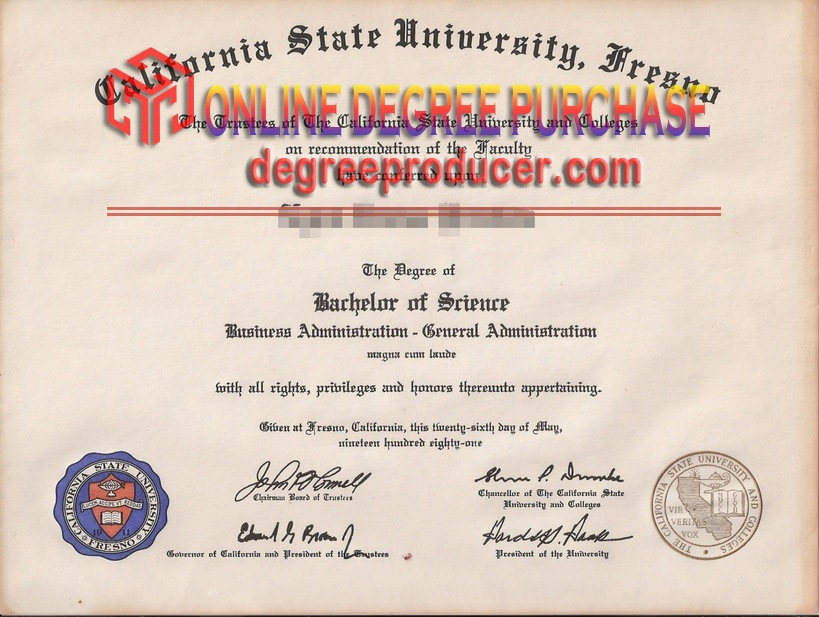 California State University, Fresno
ONLINE DEGREE PURCHASE
The Trustees of The California State University and Colleges
on recommendation of the Faculty
degreeproducer.com
have conferred upon
The Degree of
Bachelor of Science
Business Administration - General Administration
magna cum laude
with all rights, privileges and honors thereunto appertaining.
Given at Fresno, California, this twenty-sixth day of May,
nineteen hundred eighty-one
Chairman Board of Trustees
Chancellor of The California State
University and Colleges
Governor of California and President of the Trustees
President of the University
CALIFORNIA STATE UNIVERSITY
FRESNO
1911
THE CALIFORNIA STATE UNIVERSITY AND COLLEGES
VIR
VERITAS
VOX